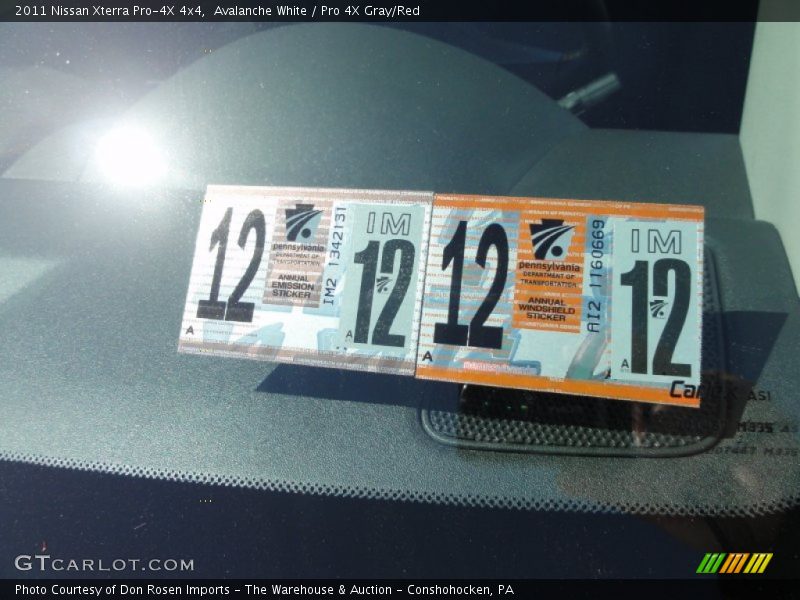 2011 Nissan Xterra Pro-4X 4x4, Avalanche White / Pro 4X Gray/Red
12
pennsylvania
DEPARTMENT OF
TRANSPORTATION
ANNUAL
EMISSION
STICKER
IM2 1342131
IM
12
A
A
12
pennsylvania
DEPARTMENT OF
TRANSPORTATION
ANNUAL
WINDSHIELD
STICKER
AI2 1160669
IM
12
A
A
AS1
M335
GTCARLOT.COM
Photo Courtesy of Don Rosen Imports - The Warehouse & Auction - Conshohocken, PA